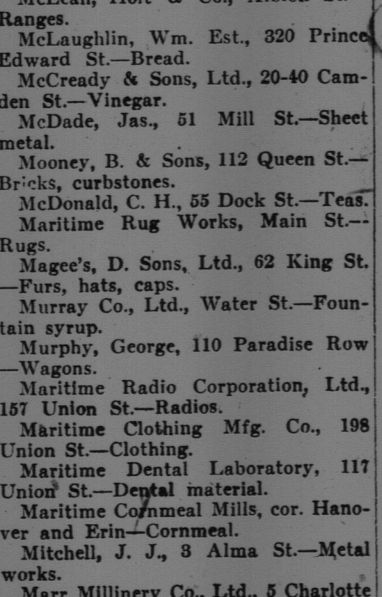 McLean, Holt & Co., Albion St.—
Ranges.
McLaughlin, Wm. Est., 320 Prince
Edward St.—Bread.
McCready & Sons, Ltd., 20-40 Cam-
den St.—Vinegar.
McDade, Jas., 51 Mill St.—Sheet
metal.
Mooney, B. & Sons, 112 Queen St.—
Bricks, curbstones.
McDonald, C. H., 55 Dock St.—Teas.
Maritime Rug Works, Main St.—
Rugs.
Magee's, D. Sons, Ltd., 62 King St.
—Furs, hats, caps.
Murray Co., Ltd., Water St.—Foun-
tain syrup.
Murphy, George, 110 Paradise Row
—Wagons.
Maritime Radio Corporation, Ltd.,
157 Union St.—Radios.
Maritime Clothing Mfg. Co., 198
Union St.—Clothing.
Maritime Dental Laboratory, 117
Union St.—Dental material.
Maritime Cornmeal Mills, cor. Hano-
ver and Erin—Cornmeal.
Mitchell, J. J., 3 Alma St.—Metal
works.
Marr Millinery Co., Ltd., 5 Charlotte